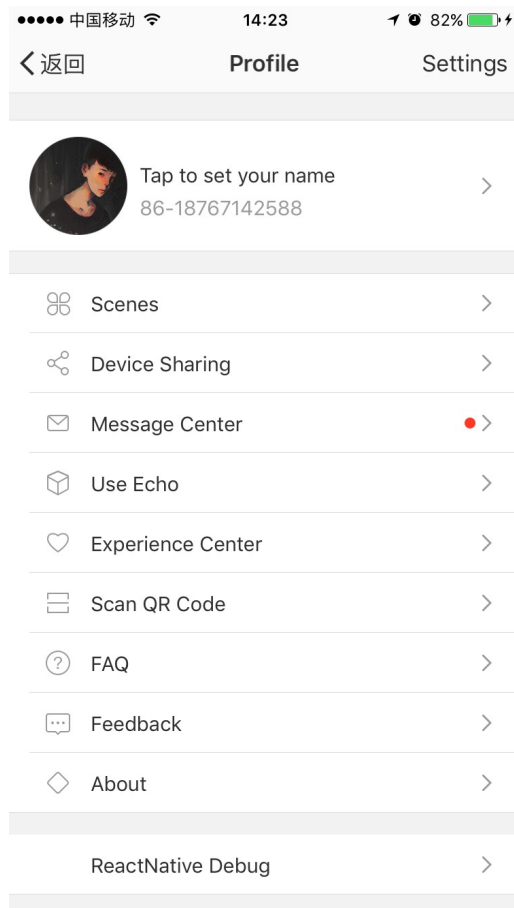 中国移动 14:23 82%
返回 Profile Settings
Tap to set your name
86-18767142588
Scenes
Device Sharing
Message Center
Use Echo
Experience Center
Scan QR Code
FAQ
Feedback
About
ReactNative Debug